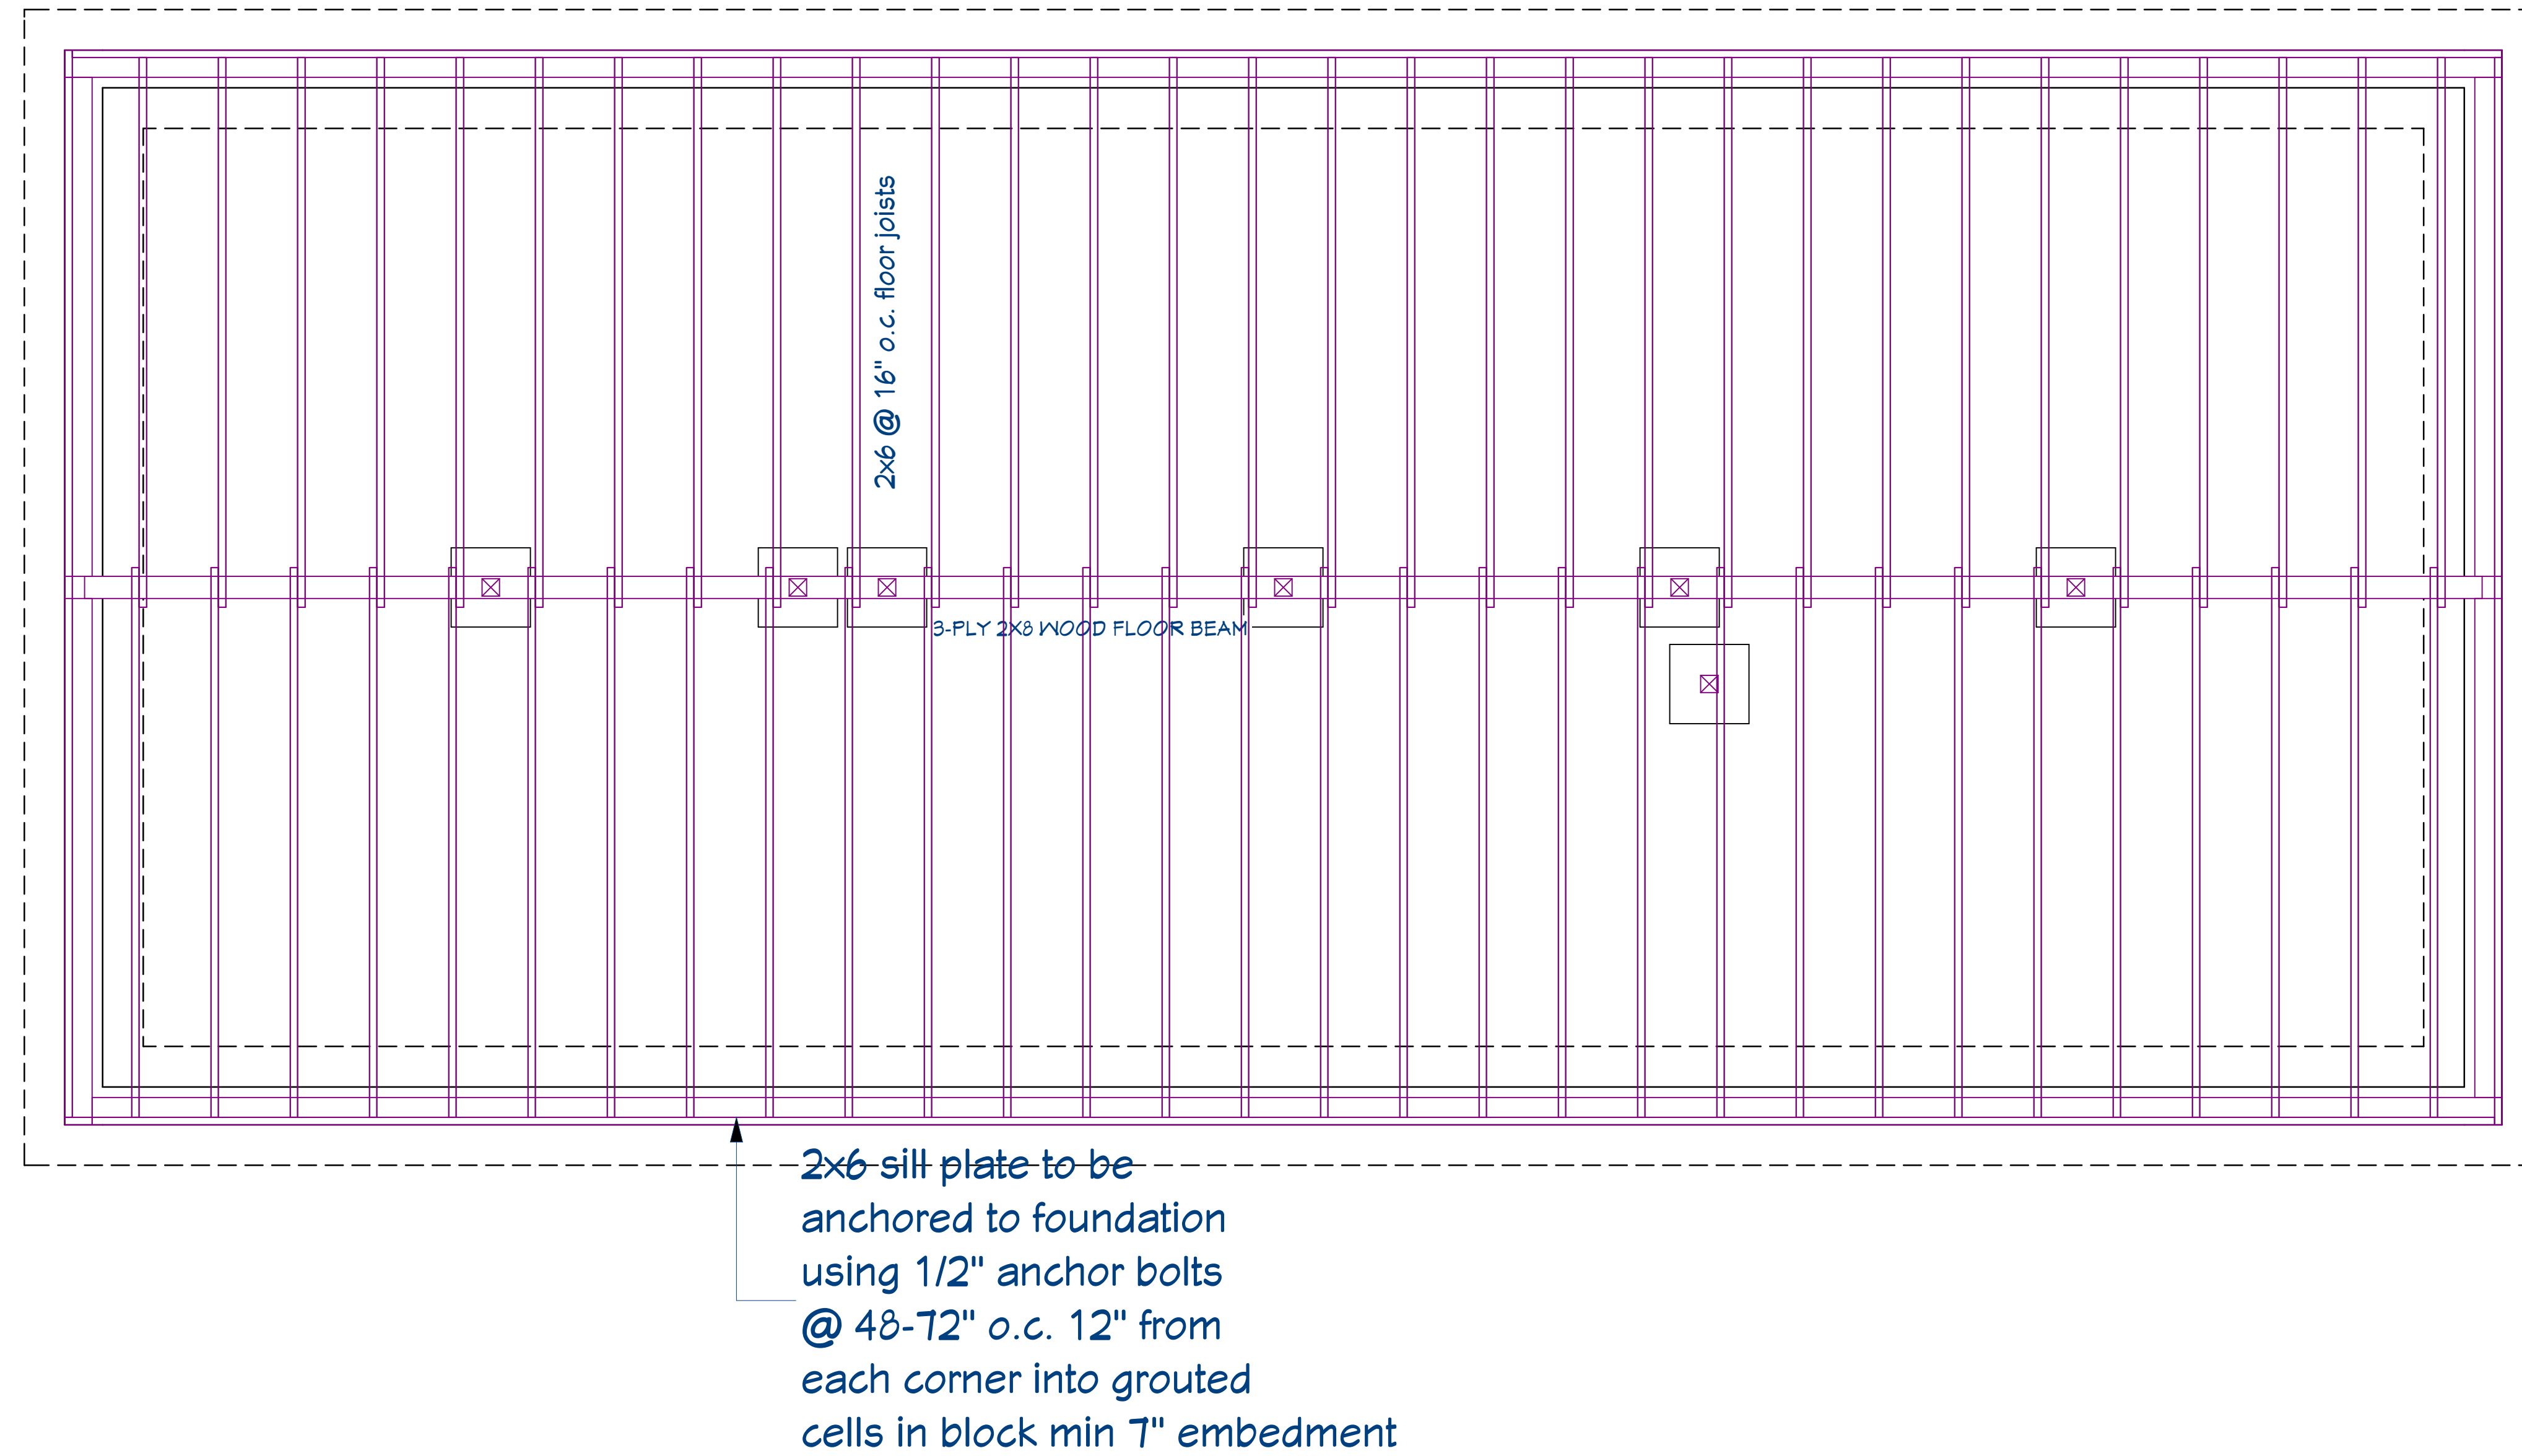 2x6 @ 16" o.c. floor joists
3-PLY 2X8 WOOD FLOOR BEAM
2x6 sill plate to be
anchored to foundation
using 1/2" anchor bolts
@ 48-72" o.c. 12" from
each corner into grouted
cells in block min 7" embedment